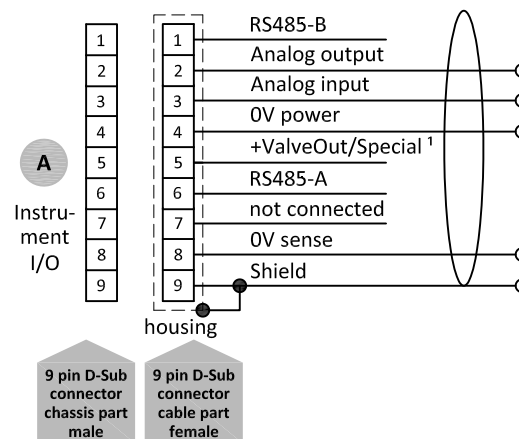 1 1 RS485-B
2 2 Analog output
3 3 Analog input
4 4 0V power
5 5 +ValveOut/Special ¹
6 6 RS485-A
7 7 not connected
8 8 0V sense
9 9 Shield
A
Instru-
ment
I/O
housing
9 pin D-Sub
connector
chassis part
male
9 pin D-Sub
connector
cable part
female